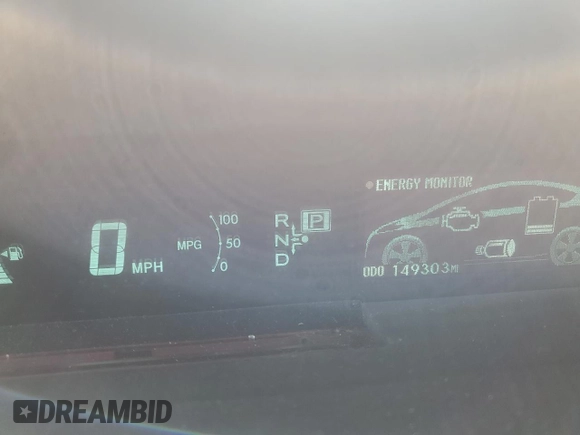 ENERGY MONITOR
0 MPH
MPG
100
50
0
R
N
D
P
ODO 149303 MI
DREAMBID